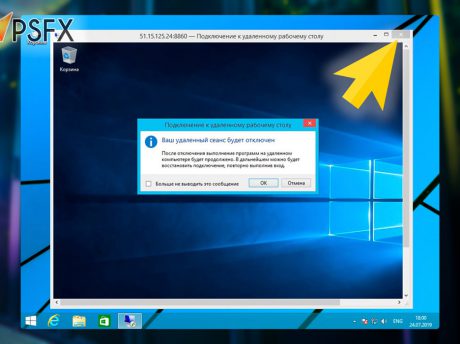 PSFX
51.15.125.24:8860 — Подключение к удаленному рабочему столу
Корзина
Подключение к удаленному рабочему столу
Ваш удаленный сеанс будет отключен
После отключения выполнение программ на удаленном
компьютере будет продолжено. В дальнейшем можно будет
восстановить подключение, повторно выполнив вход.
Больше не выводить это сообщение
ОК
Отмена
ENG
18:00
24.07.2019